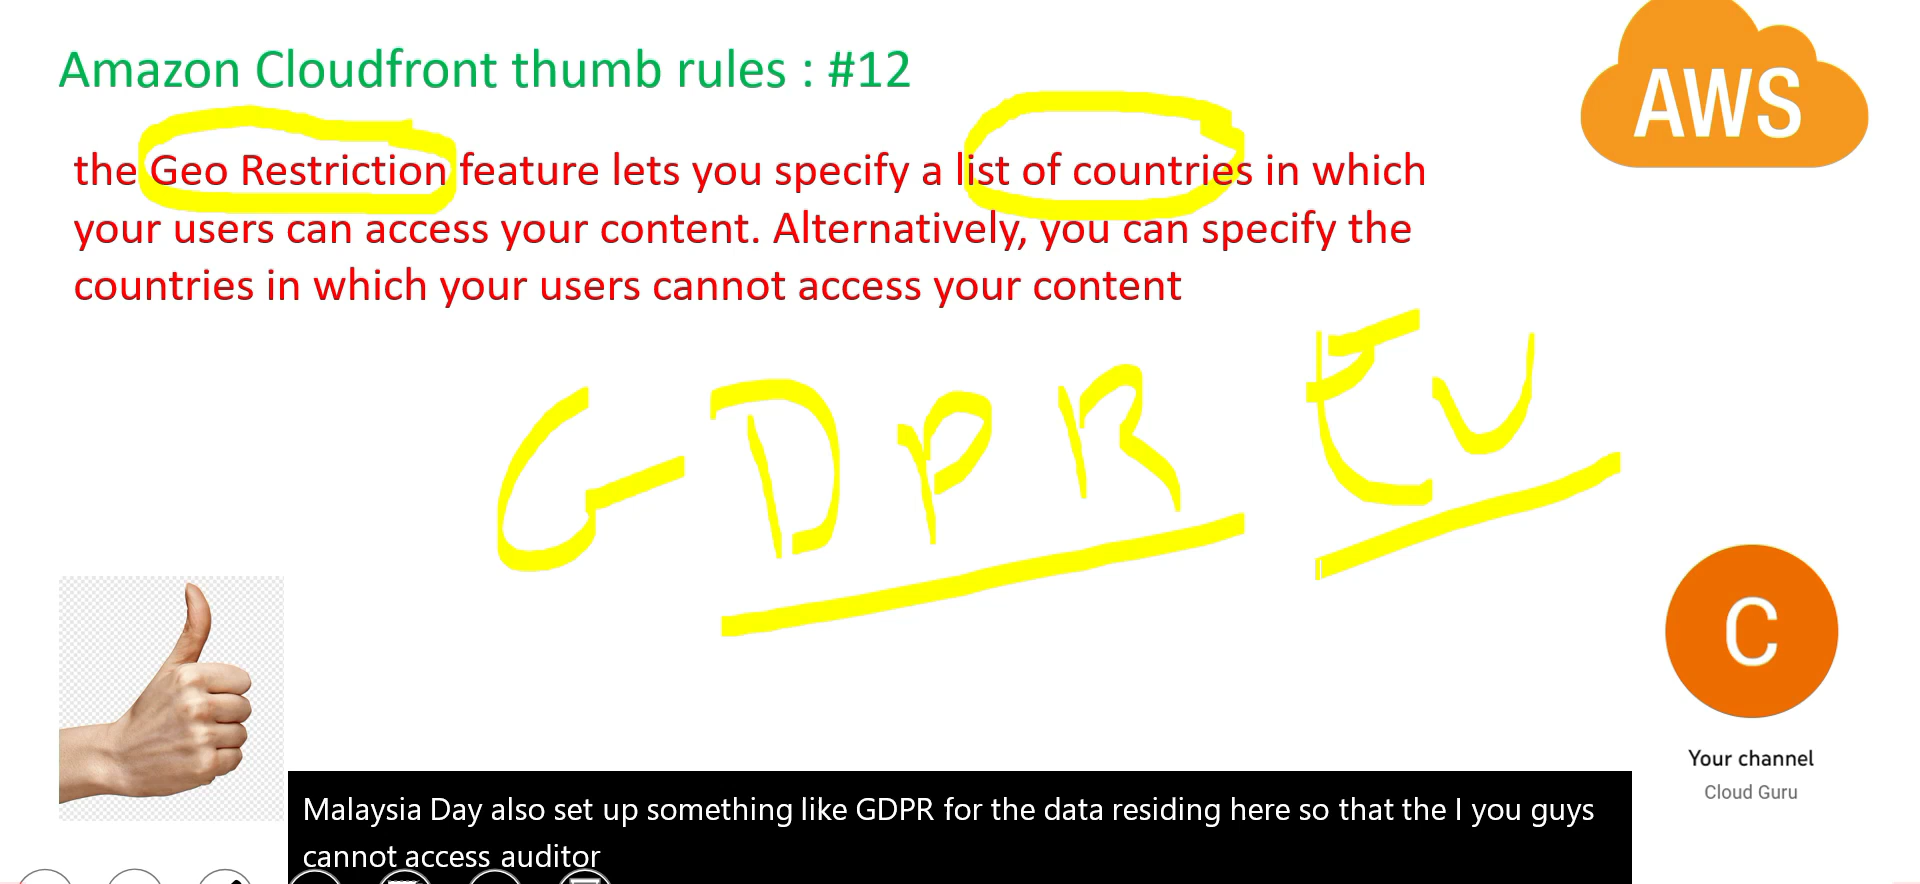 Amazon Cloudfront thumb rules : #12
AWS
the Geo Restriction feature lets you specify a list of countries in which
your users can access your content. Alternatively, you can specify the
countries in which your users cannot access your content
GDPR EU
C
Your channel
Cloud Guru
Malaysia Day also set up something like GDPR for the data residing here so that the I you guys
cannot access auditor